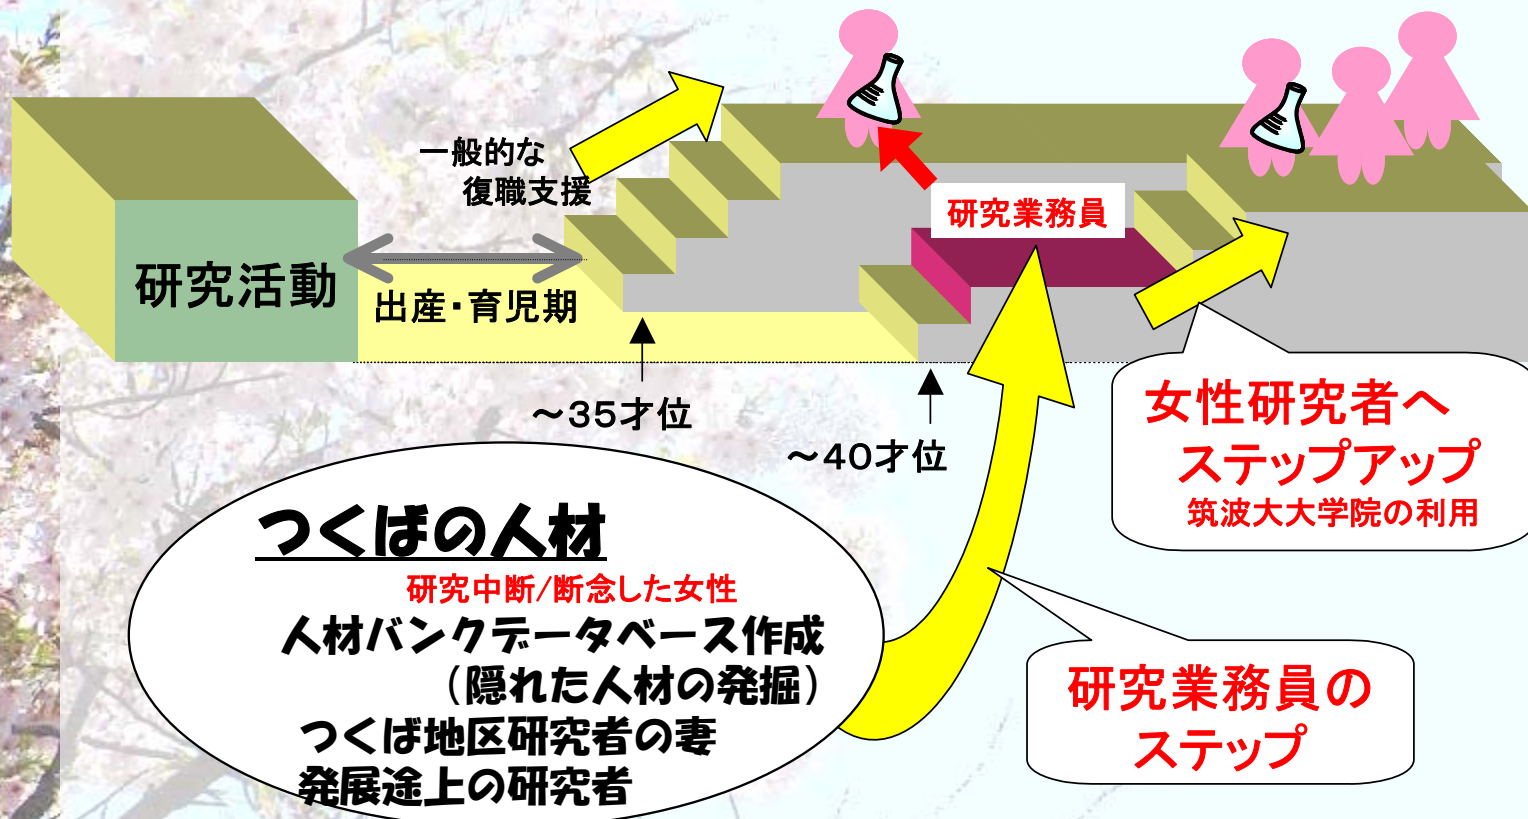 一般的な
復職支援
研究業務員
研究活動
出産・育児期
～35才位
～40才位
女性研究者へ
ステップアップ
筑波大大学院の利用
つくばの人材
研究中断/断念した女性
人材バンクデータベース作成
（隠れた人材の発掘）
つくば地区研究者の妻
発展途上の研究者
研究業務員の
ステップ